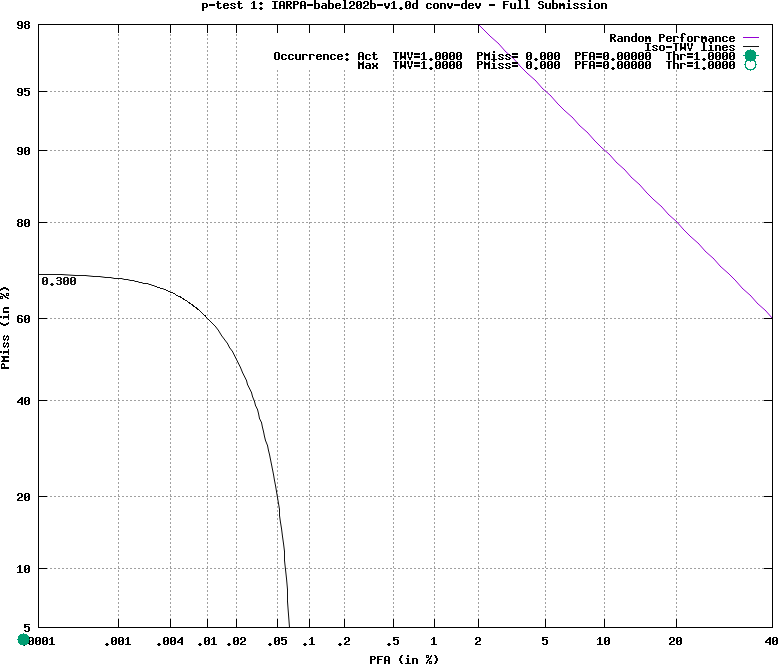 p-test 1: IARPA-babel202b-v1.0d conv-dev - Full Submission
Random Performance
Iso-TWV lines
Occurrence: Act TWV=1.0000 PMiss= 0.000 PFA=0.00000 Thr=1.0000
Max TWV=1.0000 PMiss= 0.000 PFA=0.00000 Thr=1.0000
98
95
90
80
60
40
20
10
5
0.300
PMiss (in %)
0001 .001 .004 .01 .02 .05 .1 .2 .5 1 2 5 10 20 40
PFA (in %)